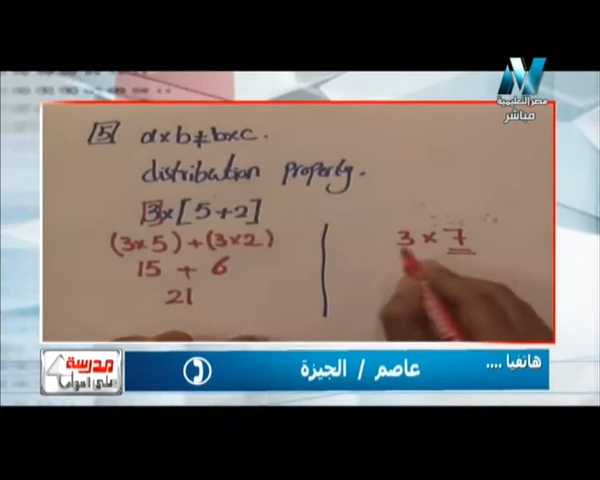 مصر التعليمية
مباشر
5 a×b≠b×c.
distribution property.
3×[5+2]
(3×5)+(3×2)
15 + 6
21
3 × 7
هاتفيا ....
عاصم / الجيزة
مدرسة
على الهواء